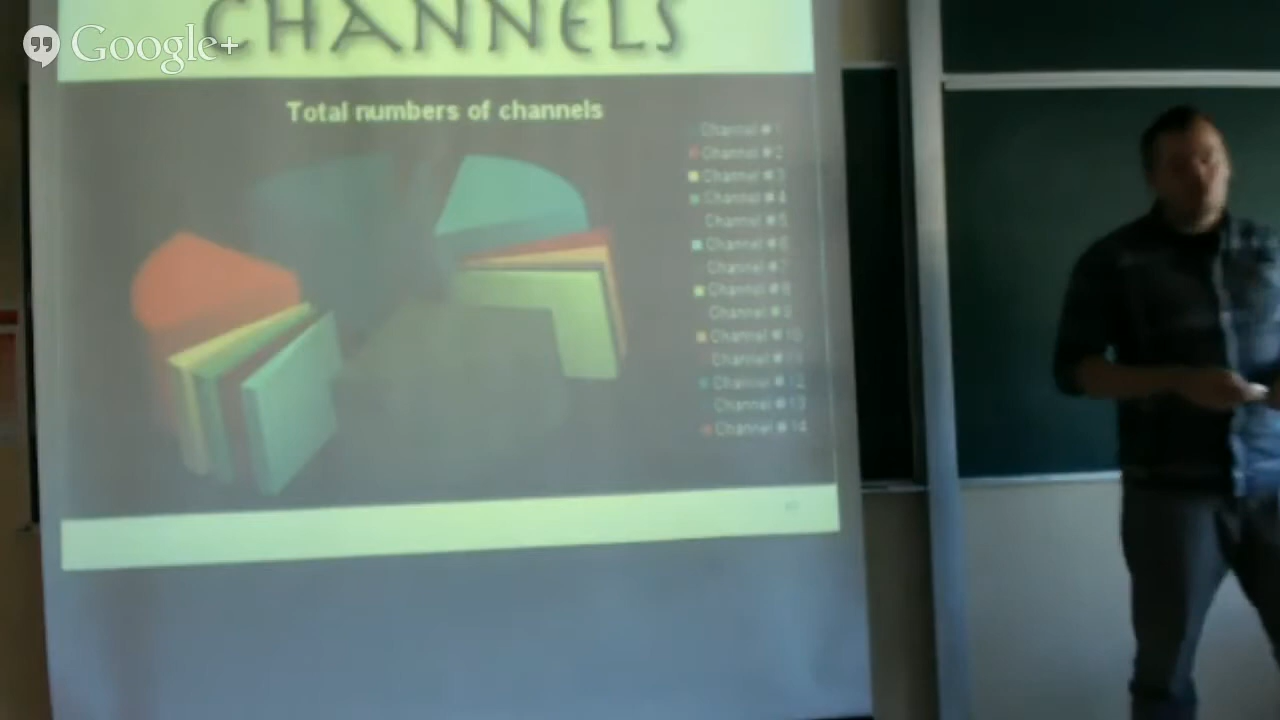 Google+
CHANNELS
Total numbers of channels
Channel # 1
Channel # 2
Channel # 3
Channel # 4
Channel # 5
Channel # 6
Channel # 7
Channel # 8
Channel # 9
Channel # 10
Channel # 11
Channel # 12
Channel # 13
Channel # 14